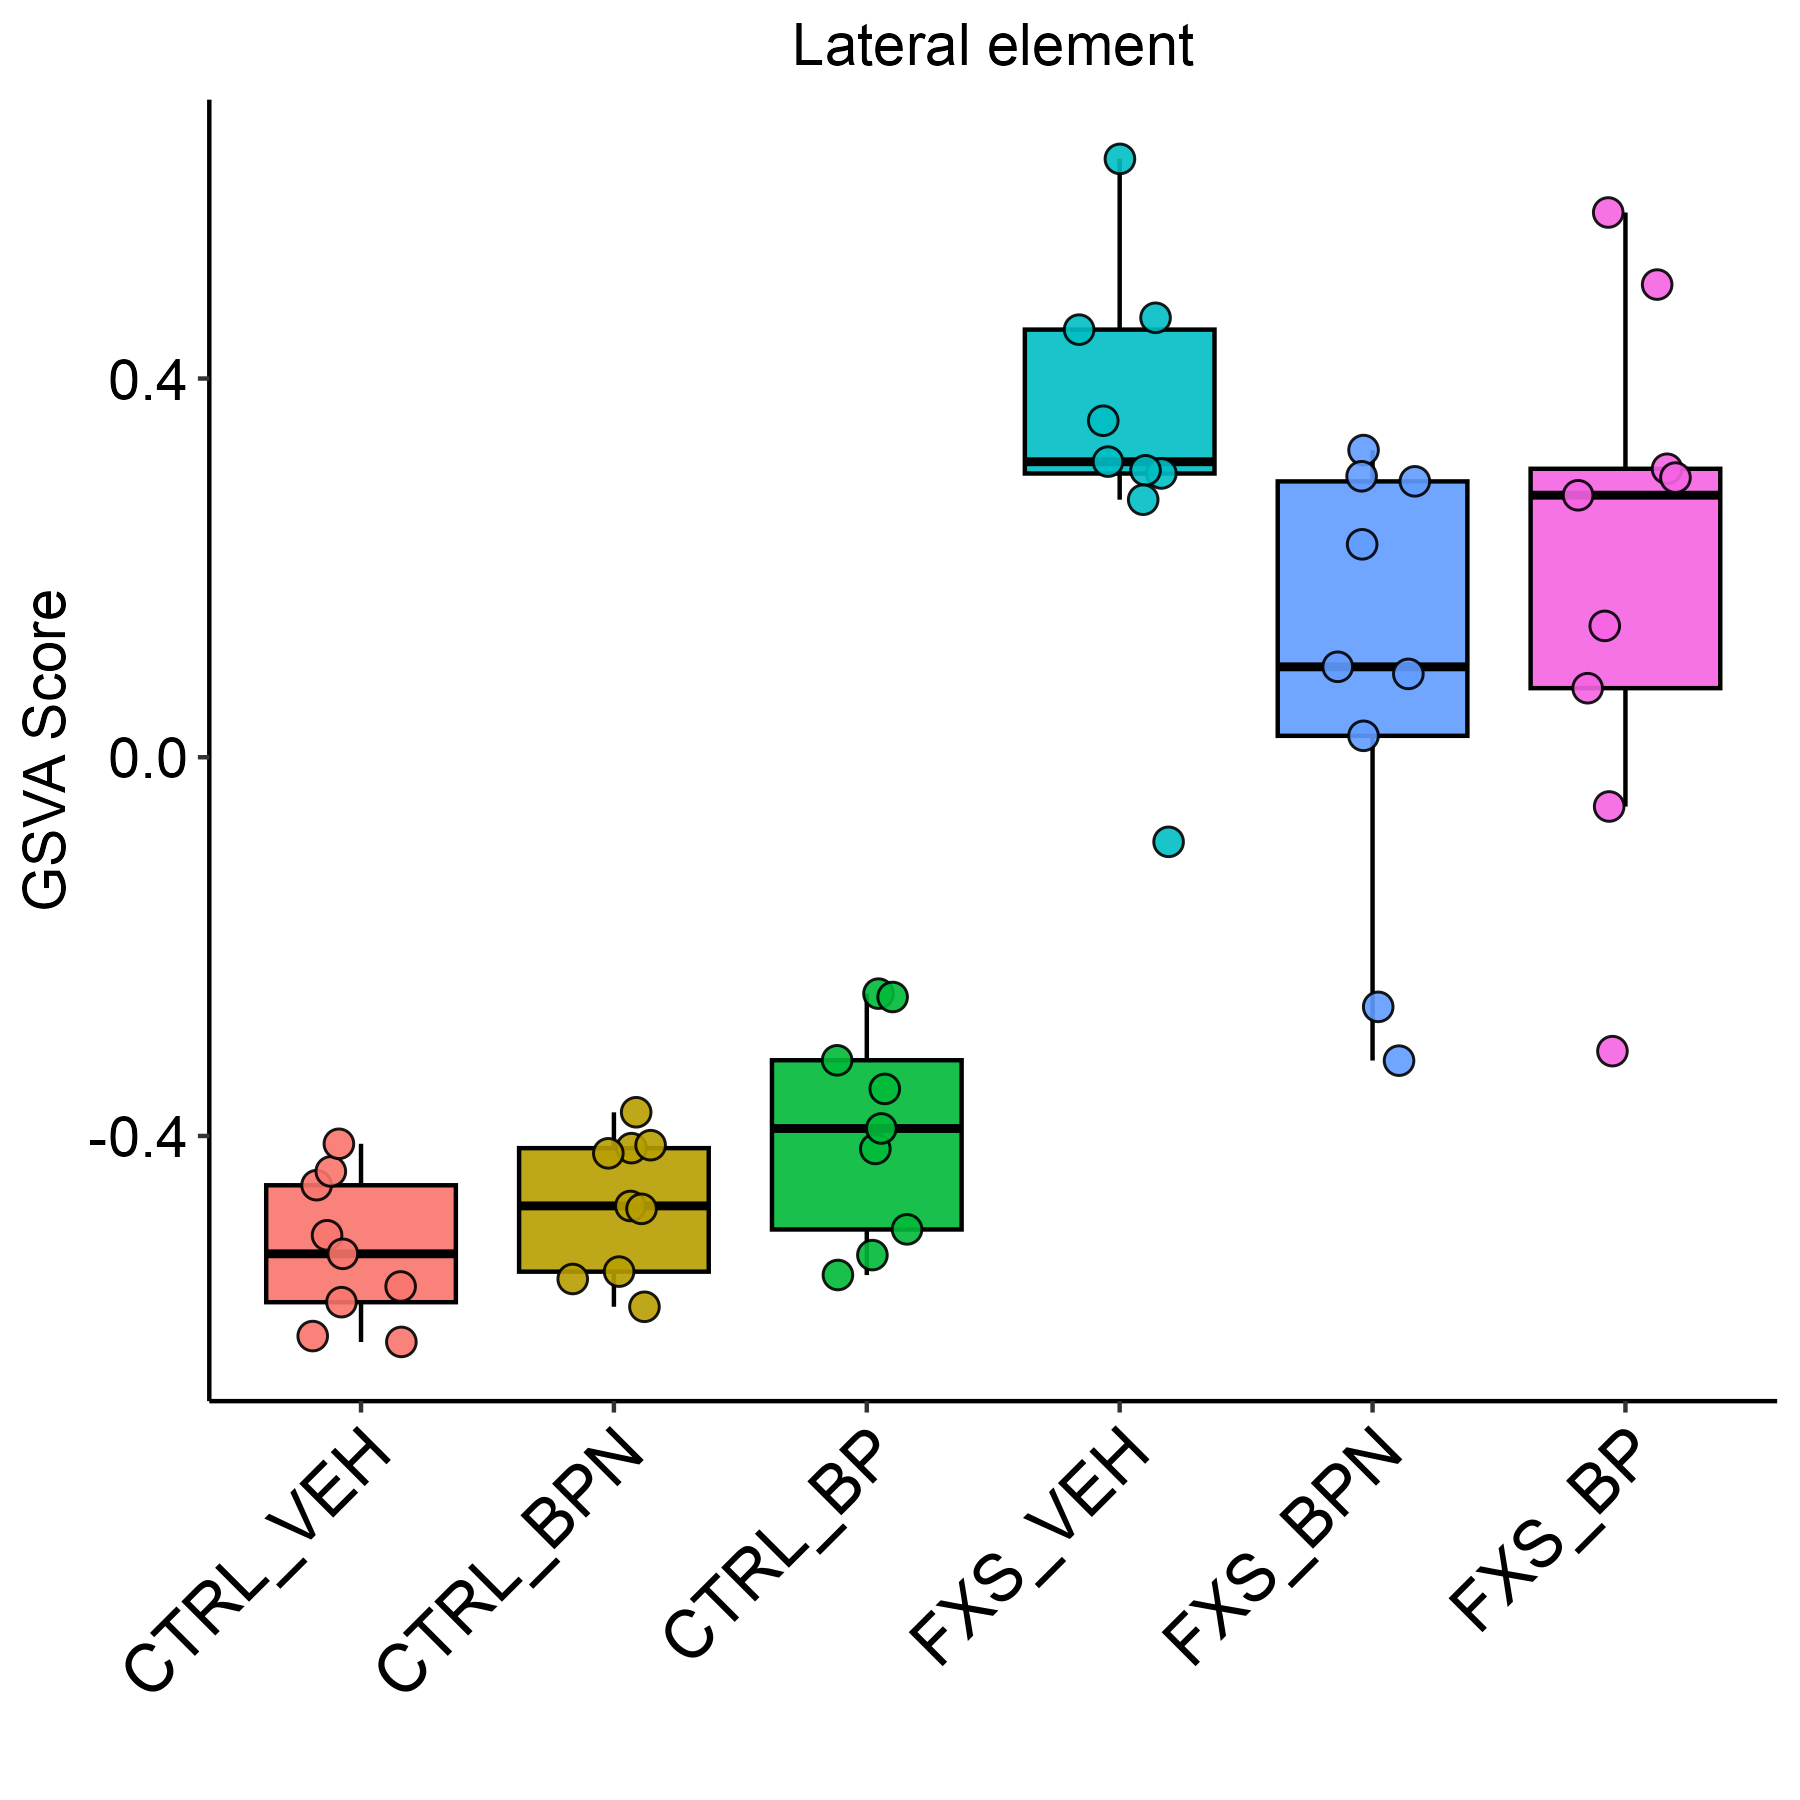 Lateral element
GSVA Score
0.4
0.0
-0.4
CTRL_VEH
CTRL_BPN
CTRL_BP
FXS_VEH
FXS_BPN
FXS_BP